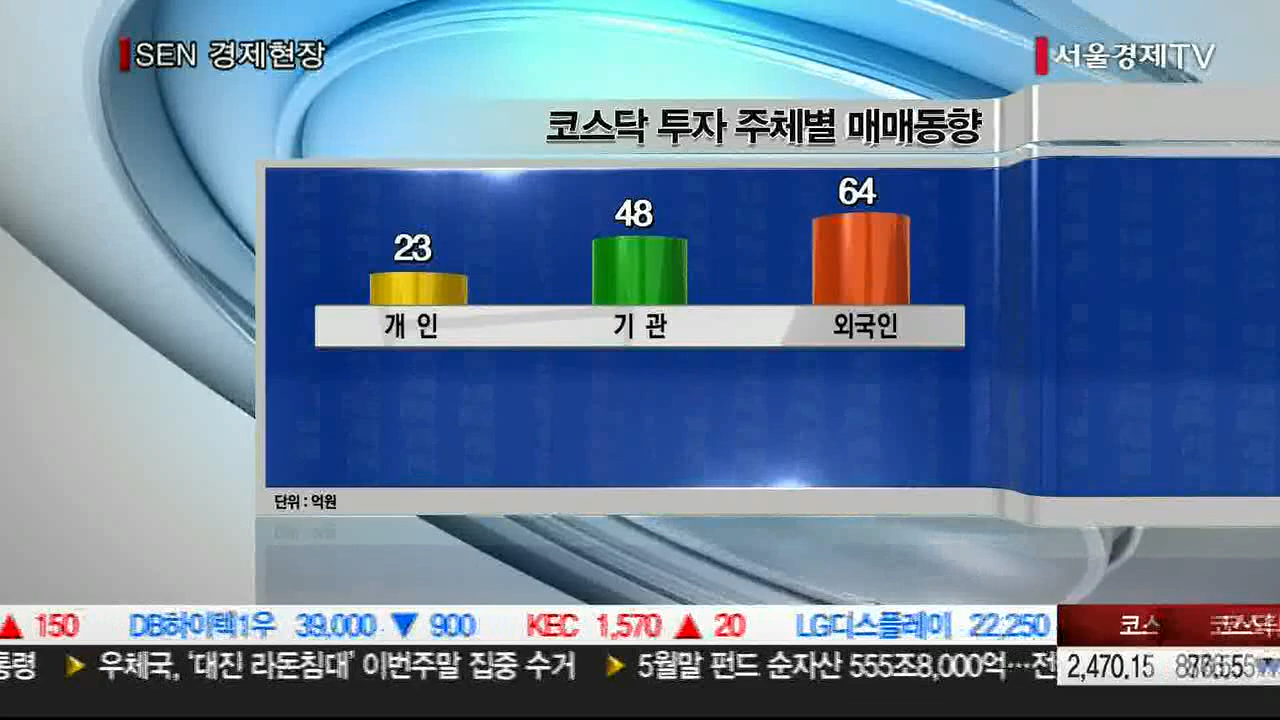 SEN 경제현장
서울경제TV
코스닥 투자 주체별 매매동향
23
48
64
개 인
기 관
외국인
단위 : 억원
▲ 150 DB하이텍1우 39,000 ▼ 900 KEC 1,570 ▲ 20 LG디스플레이 22,250
통령 ▶ 우체국, ‘대진 라돈침대’ 이번주말 집중 수거 ▶ 5월말 펀드 순자산 555조8,000억…전
2,470.15